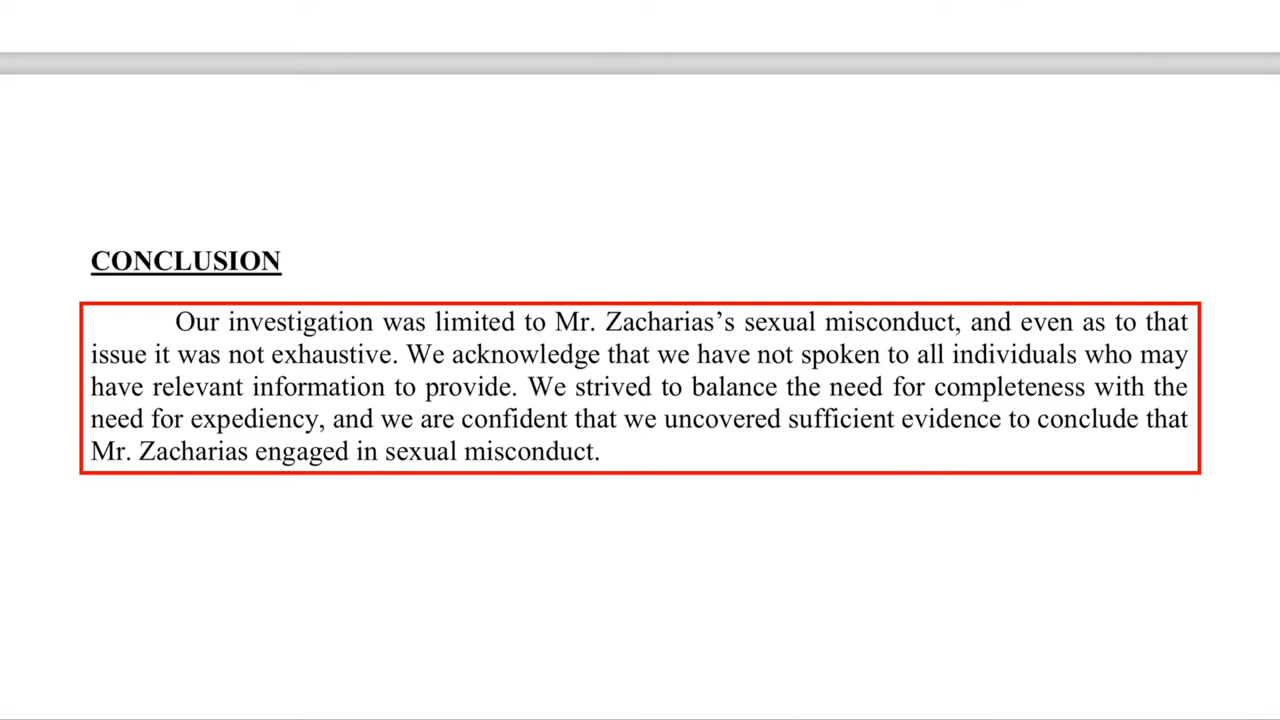 CONCLUSION
Our investigation was limited to Mr. Zacharias’s sexual misconduct, and even as to that
issue it was not exhaustive. We acknowledge that we have not spoken to all individuals who may
have relevant information to provide. We strived to balance the need for completeness with the
need for expediency, and we are confident that we uncovered sufficient evidence to conclude that
Mr. Zacharias engaged in sexual misconduct.